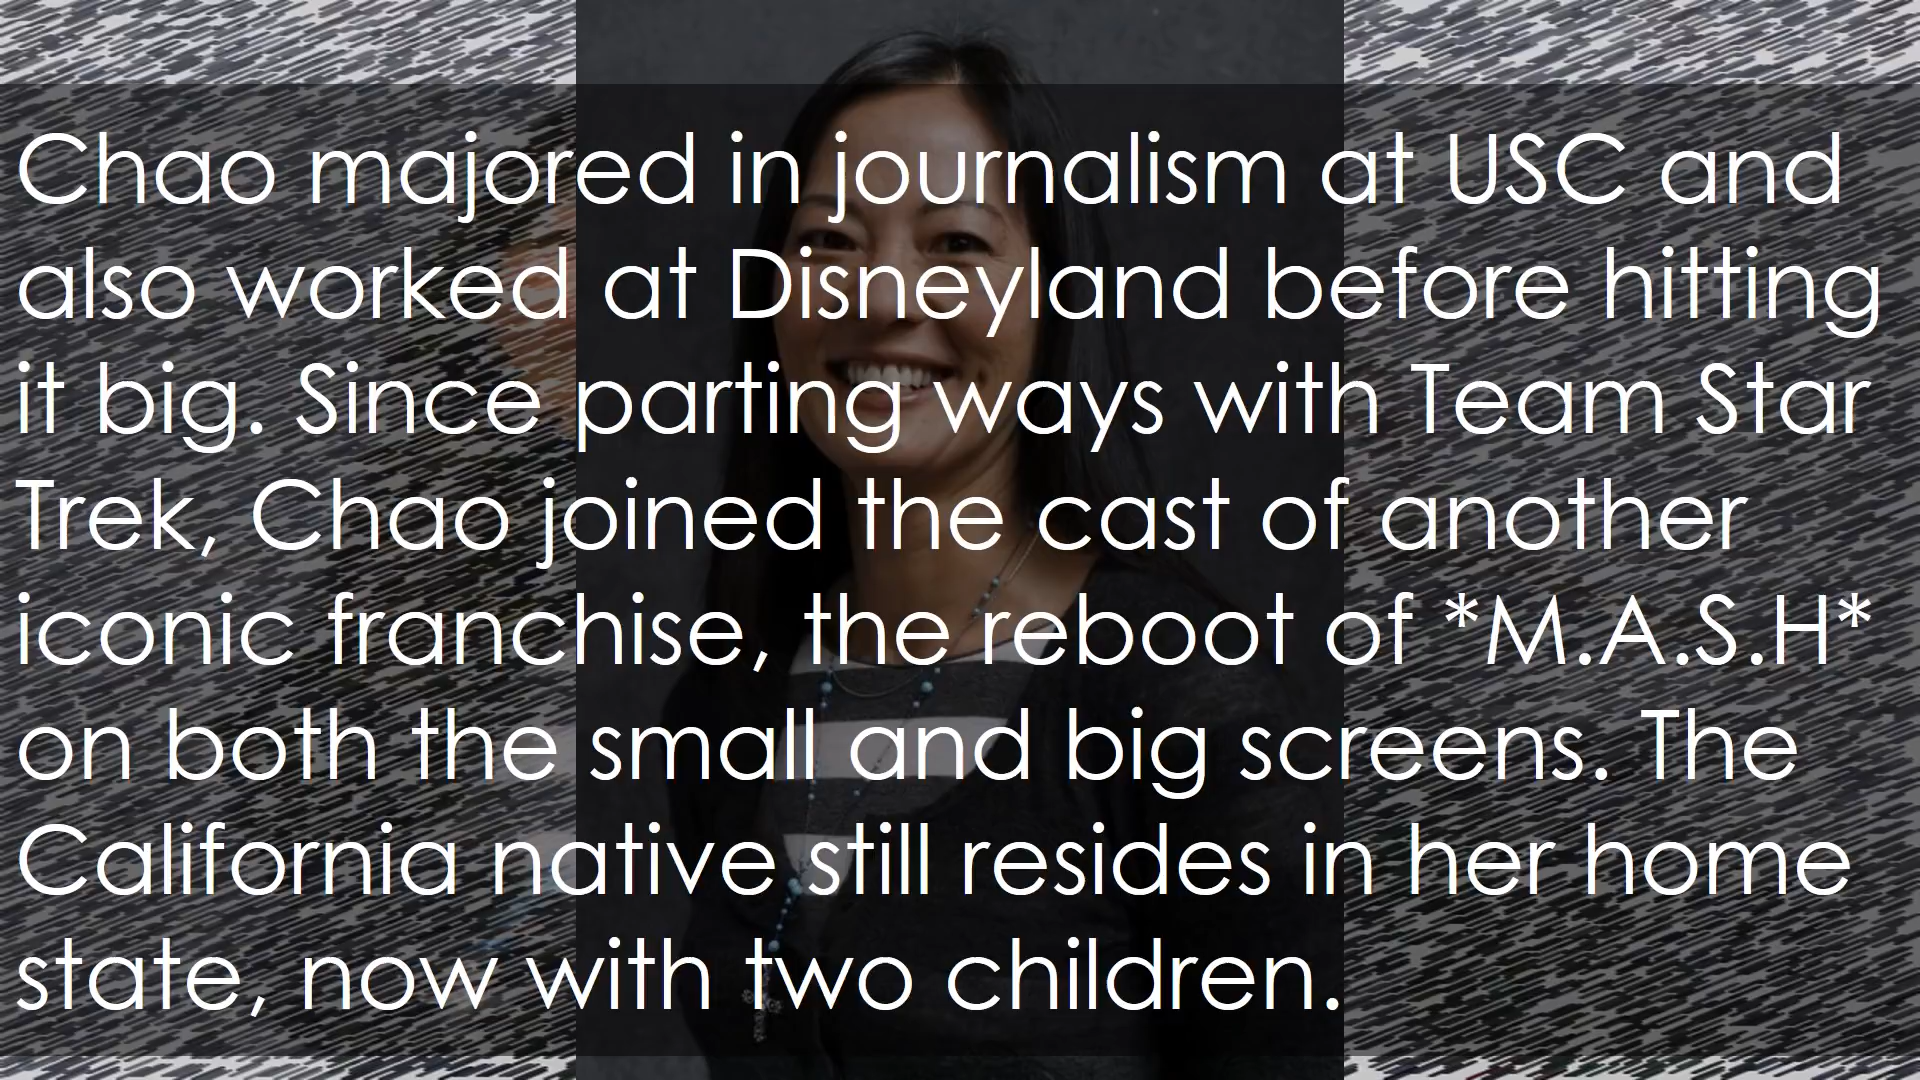 Chao majored in journalism at USC and
also worked at Disneyland before hitting
it big. Since parting ways with Team Star
Trek, Chao joined the cast of another
iconic franchise, the reboot of *M.A.S.H*
on both the small and big screens. The
California native still resides in her home
state, now with two children.